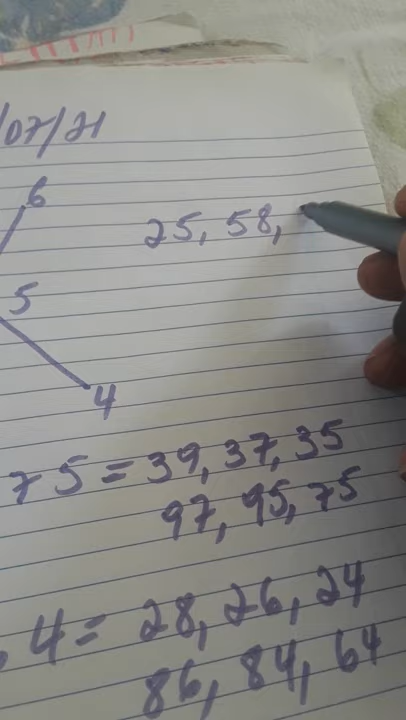 /07/21
6
25, 58,
5
4
75 = 39, 37, 35
97, 95, 75
, 4 = 28, 26, 24
86, 84, 64